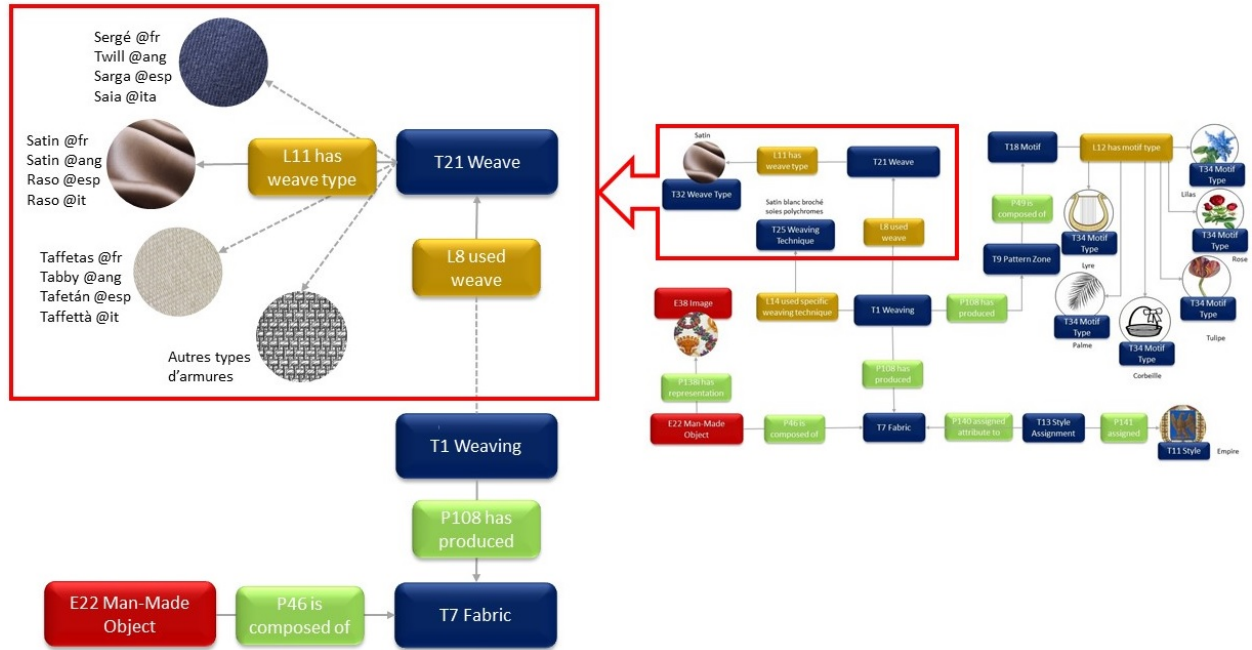 Sergé @fr
Twill @ang
Sarga @esp
Saia @ita
Satin @fr
Satin @ang
Raso @esp
Raso @it
L11 has
weave type
T21 Weave
Taffetas @fr
Tabby @ang
Tafetán @esp
Taffettà @it
L8 used
weave
Autres types
d'armures
T1 Weaving
P108 has
produced
E22 Man-Made
Object
P46 is
composed of
T7 Fabric
Satin
T32 Weave Type
L11 has
weave type
T21 Weave
Satin blanc broché
soies polychromes
T25 Weaving
Technique
L8 used
weave
E38 Image
L14 used specific
weaving technique
T1 Weaving
P108 has
produced
P138i has
representation
P108 has
produced
E22 Man-Made
Object
P46 is
composed of
T7 Fabric
P140 assigned
attribute to
T13 Style
Assignment
P141
assigned
T11 Style
Empire
T18 Motif
L12 has motif type
T34 Motif
Type
Lilas
P49 is
composed of
T9 Pattern Zone
T34 Motif
Type
Lyre
T34 Motif
Type
Rose
T34 Motif
Type
Palme
T34 Motif
Type
Corbeille
T34 Motif
Type
Tulipe